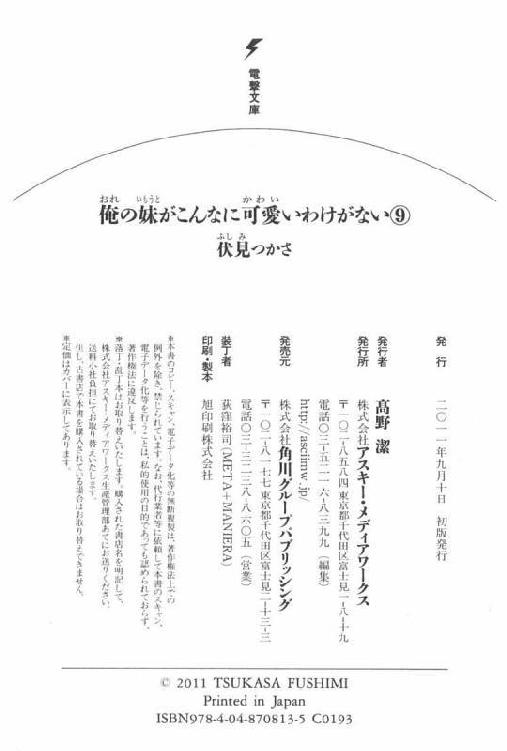 電撃文庫
俺の妹がこんなに可愛いわけがない⑨
おれ いもうと かわい
伏見つかさ
ふしみ
発行 二〇一一年九月十日 初版発行
発行者 髙野 潔
発行所 株式会社アスキー・メディアワークス
〒一〇二-八五八四 東京都千代田区富士見一-八-十九
電話〇三-五二一六-八三九九（編集）
http://asciimw.jp/
発売元 株式会社角川グループパブリッシング
〒一〇二-八一七七 東京都千代田区富士見二-十三-三
電話〇三-三二三八-八六〇五（営業）
装丁者 荻窪裕司(META+MANIERA)
印刷・製本 旭印刷株式会社
※本書のコピー、スキャン、電子データ化等の無断複製は、著作権法上での
例外を除き、禁じられています。なお、代行業者等に依頼して本書のスキャン、
電子データ化等を行うことは、私的使用の目的であっても認められておらず、
著作権法に違反します。
※落丁・乱丁本はお取り替えいたします。購入された書店名を明記して、
株式会社アスキー・メディアワークス生産管理部あてにお送りください。
送料小社負担にてお取り替えいたします。
但し、古書店で本書を購入されている場合はお取り替えできません。
※定価はカバーに表示してあります。
© 2011 TSUKASA FUSHIMI
Printed in Japan
ISBN978-4-04-870813-5 C0193